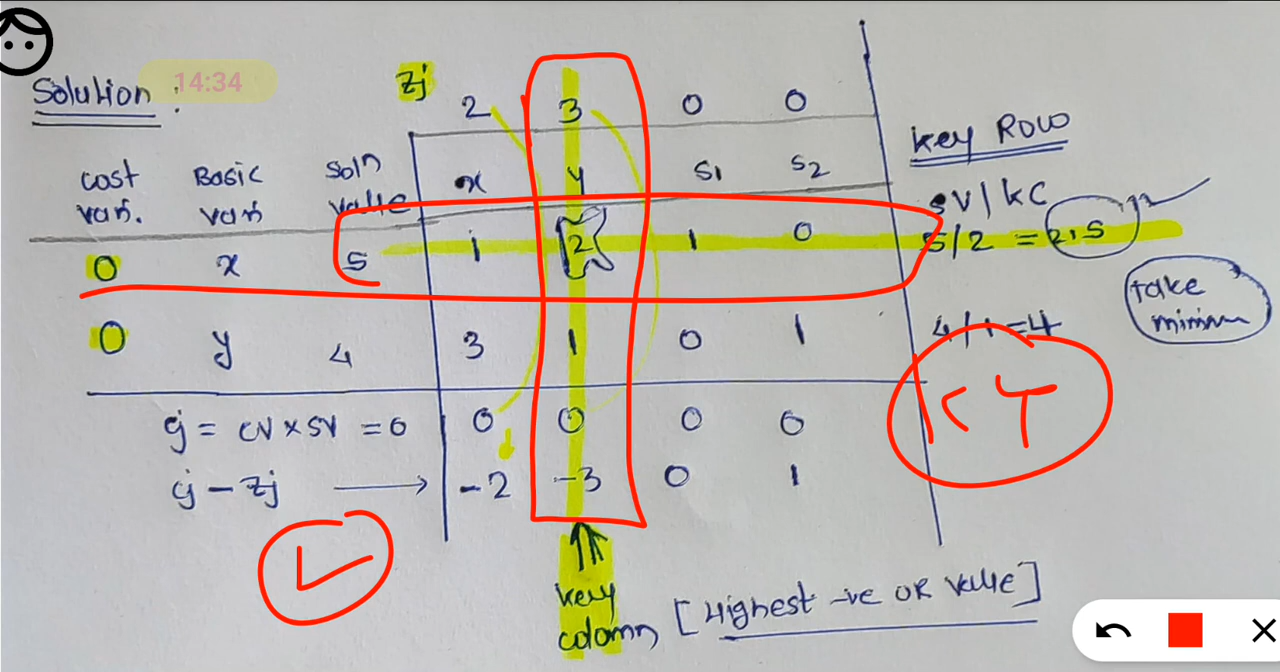 Solution : 14:34 Zj
2 3 0 0
cost Basic Soln x y S1 S2 key Row
van. van value SV/KC
0 x 5 1 2 1 0 5/2 = 2.5
take
minimum
0 y 4 3 1 0 1 4/1=4
Cj = CV x SV = 0 0 0 0 0
Cj - Zj → -2 -3 0 1
key
column [Highest -ve OR Value]